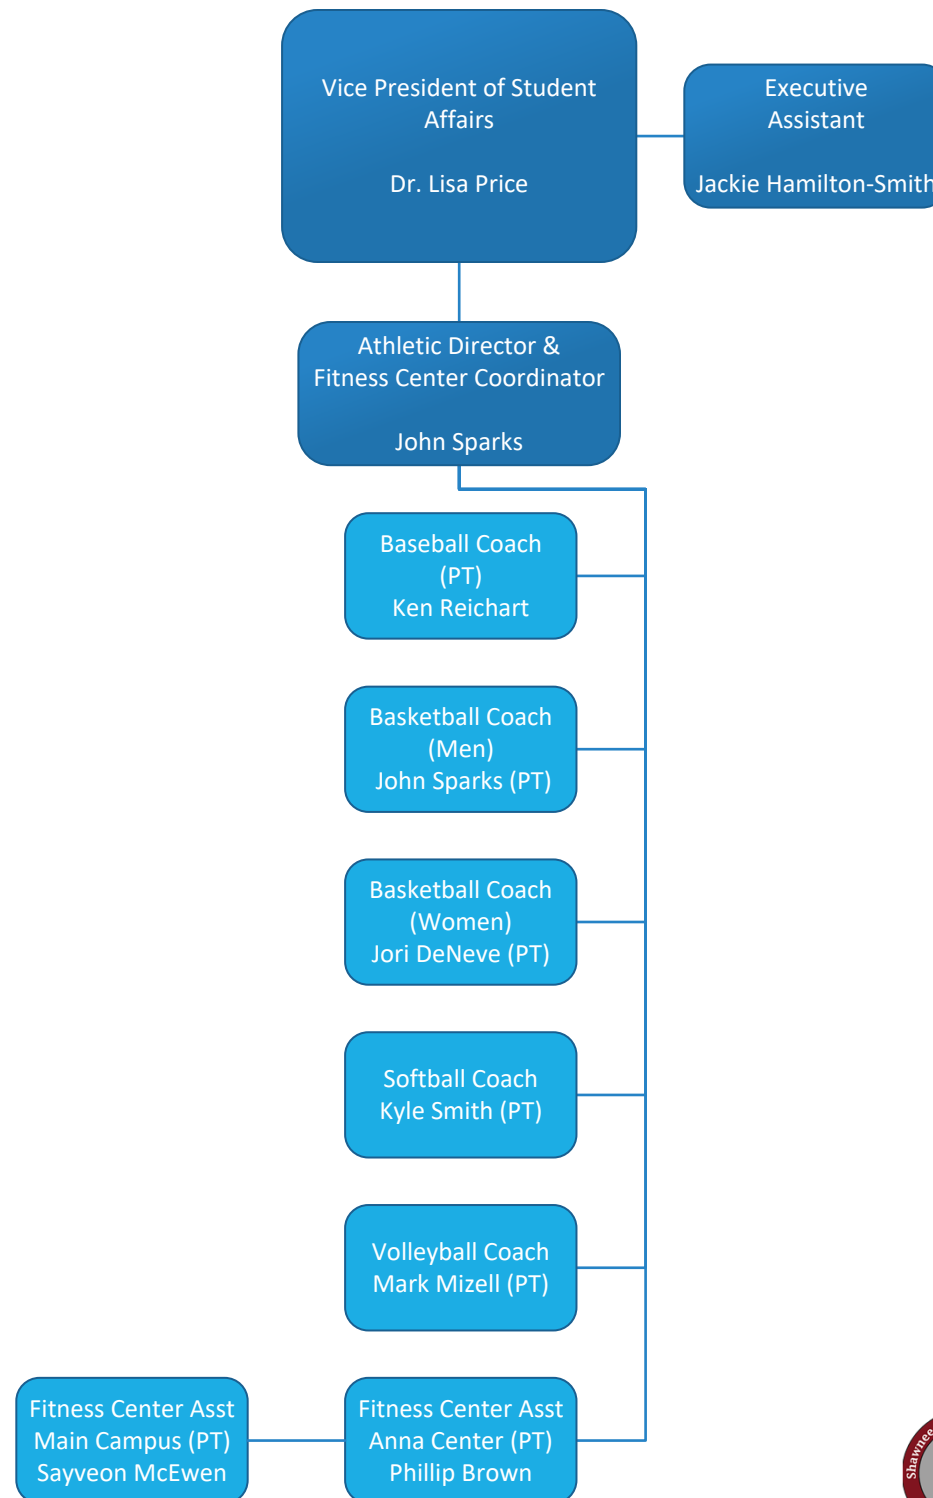 Vice President of Student
Affairs
Dr. Lisa Price
Executive
Assistant
Jackie Hamilton-Smith
Athletic Director &
Fitness Center Coordinator
John Sparks
Baseball Coach
(PT)
Ken Reichart
Basketball Coach
(Men)
John Sparks (PT)
Basketball Coach
(Women)
Jori DeNeve (PT)
Softball Coach
Kyle Smith (PT)
Volleyball Coach
Mark Mizell (PT)
Fitness Center Asst
Main Campus (PT)
Sayveon McEwen
Fitness Center Asst
Anna Center (PT)
Phillip Brown
Shawnee